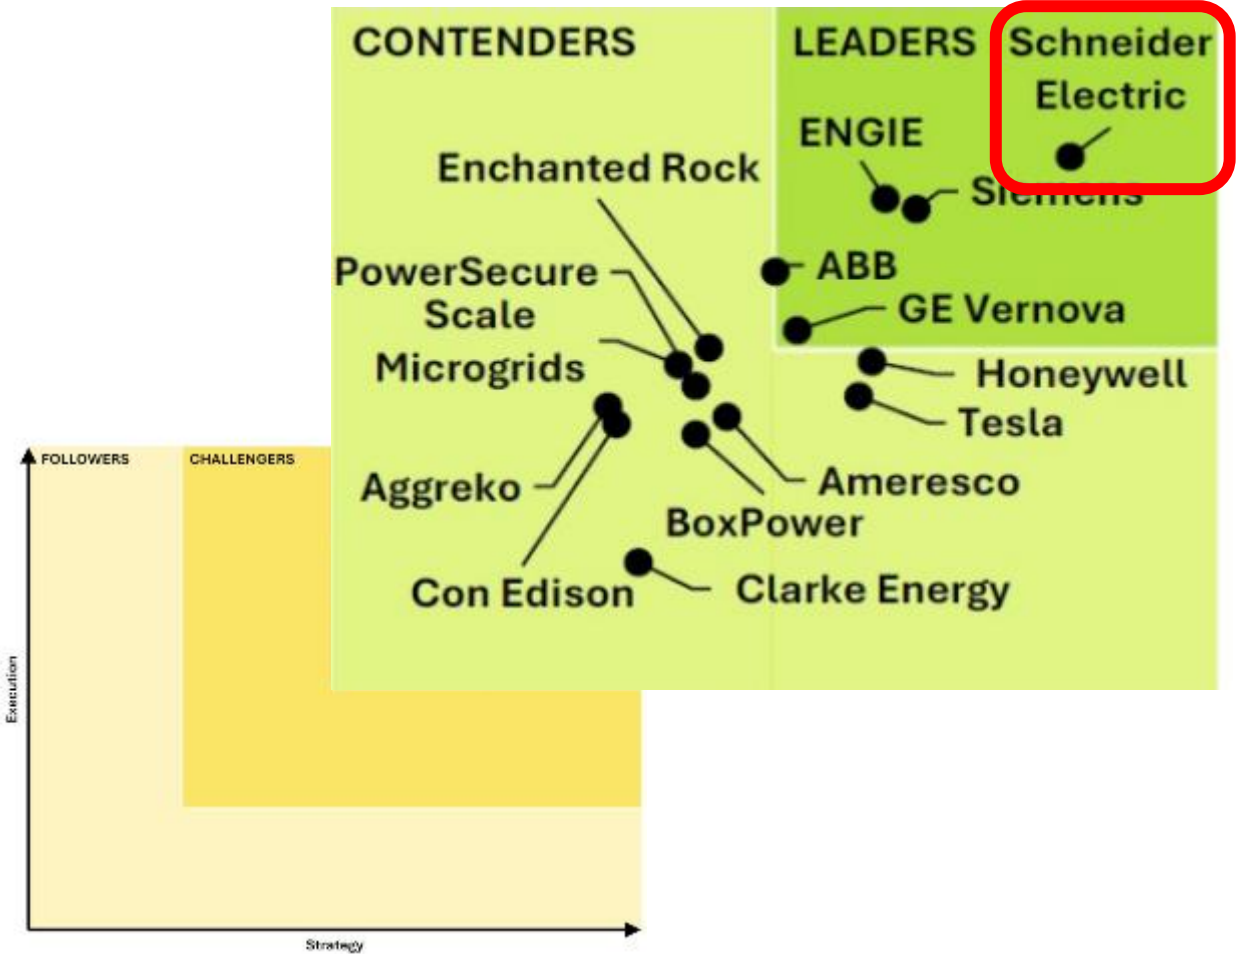 CONTENDERS
LEADERS
Schneider
Electric
ENGIE
Enchanted Rock
Siemens
PowerSecure
ABB
Scale
Microgrids
GE Vernova
Honeywell
Tesla
Aggreko
Ameresco
BoxPower
Con Edison
Clarke Energy
FOLLOWERS
CHALLENGERS
Execution
Strategy